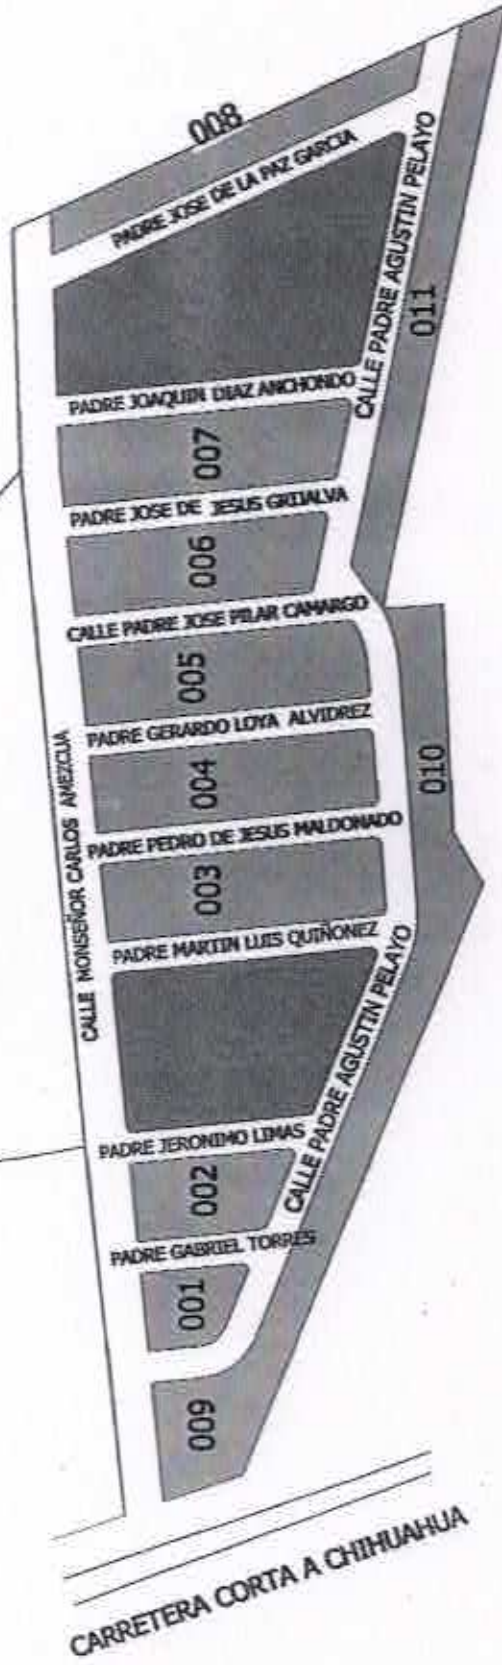 008
PADRE JOSE DE LA PAZ GARCIA
CALLE PADRE AGUSTIN PELAYO
011
PADRE JOAQUIN DIAZ ANCHONDO
007
PADRE JOSE DE JESUS GRIJALVA
006
CALLE PADRE JOSE PILAR CAMARGO
005
PADRE GERARDO LOYA ALVIDREZ
CALLE MONSEÑOR CARLOS AMEZCUA
004
010
PADRE PEDRO DE JESUS MALDONADO
003
PADRE MARTIN LUIS QUIÑONEZ
CALLE PADRE AGUSTIN PELAYO
PADRE JERONIMO LIMAS
002
PADRE GABRIEL TORRES
001
009
CARRETERA CORTA A CHIHUAHUA